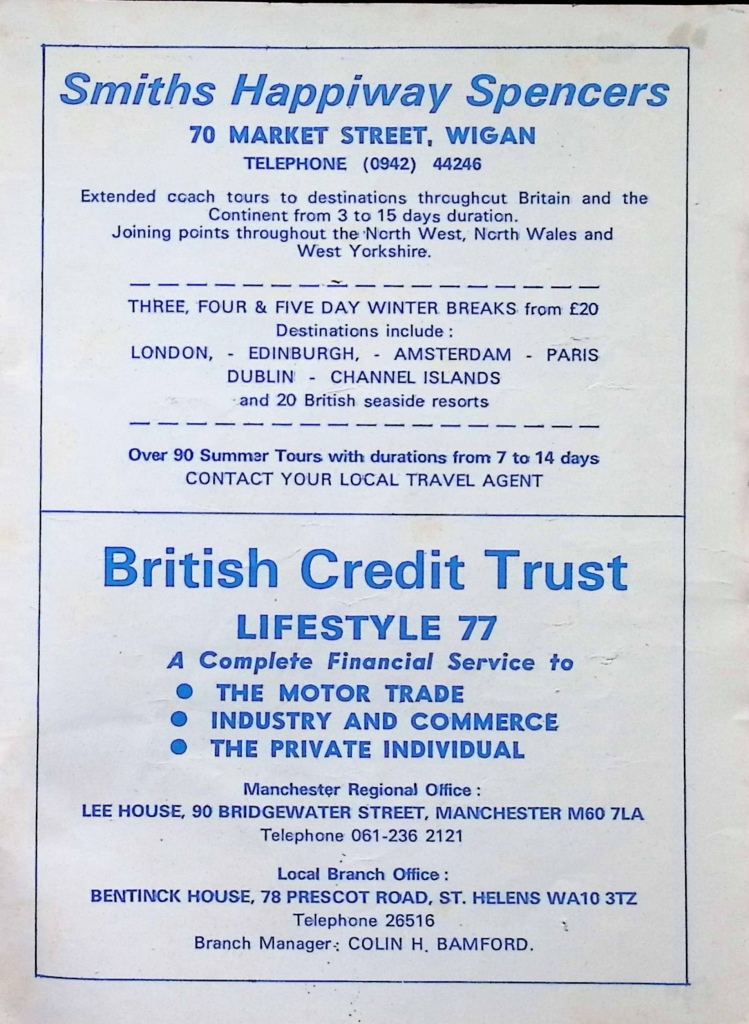 Smiths Happiway Spencers
70 MARKET STREET, WIGAN
TELEPHONE (0942) 44246
Extended coach tours to destinations throughout Britain and the
Continent from 3 to 15 days duration.
Joining points throughout the North West, North Wales and
West Yorkshire.
THREE, FOUR & FIVE DAY WINTER BREAKS from £20
Destinations include :
LONDON, - EDINBURGH, - AMSTERDAM - PARIS
DUBLIN - CHANNEL ISLANDS
and 20 British seaside resorts
Over 90 Summer Tours with durations from 7 to 14 days
CONTACT YOUR LOCAL TRAVEL AGENT
British Credit Trust
LIFESTYLE 77
A Complete Financial Service to
● THE MOTOR TRADE
● INDUSTRY AND COMMERCE
● THE PRIVATE INDIVIDUAL
Manchester Regional Office :
LEE HOUSE, 90 BRIDGEWATER STREET, MANCHESTER M60 7LA
Telephone 061-236 2121
Local Branch Office :
BENTINCK HOUSE, 78 PRESCOT ROAD, ST. HELENS WA10 3TZ
Telephone 26516
Branch Manager : COLIN H. BAMFORD.